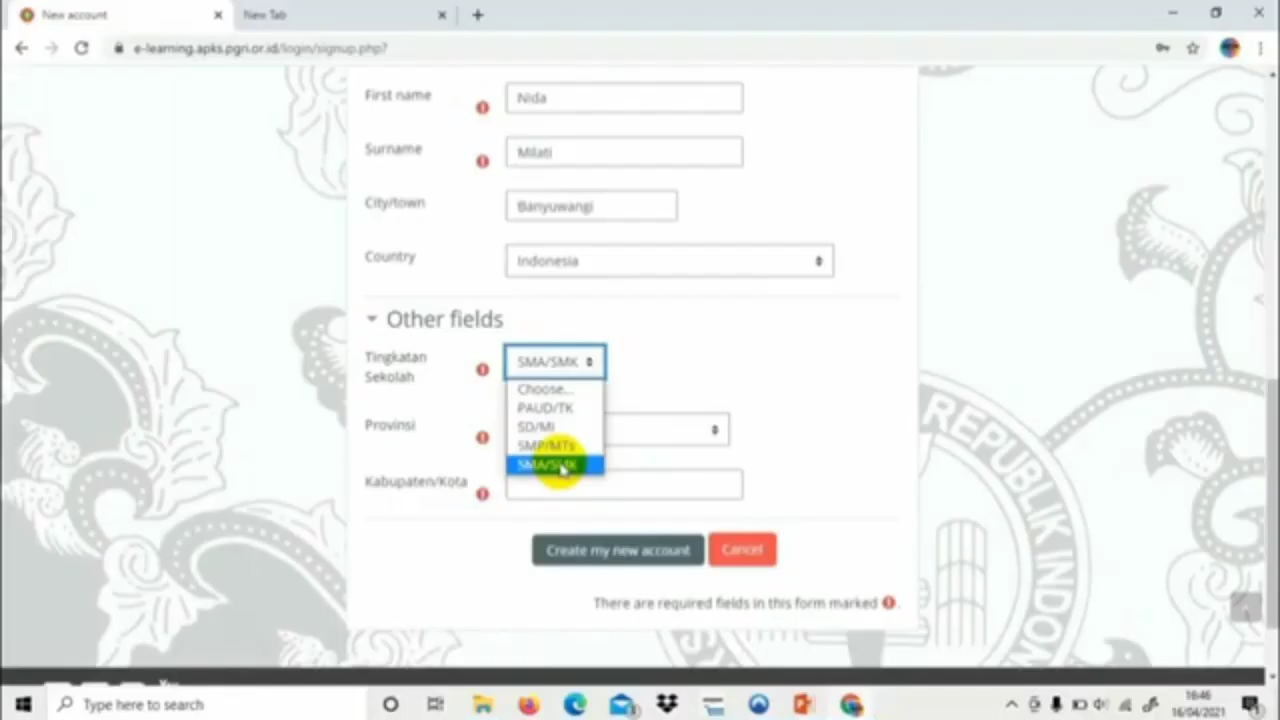 New account
New Tab
e-learning.apks.pgri.or.id/login/signup.php?
First name
Nida
Surname
Milati
City/town
Banyuwangi
Country
Indonesia
Other fields
Tingkatan
Sekolah
SMA/SMK
Choose...
PAUD/TK
SD/MI
SMP/MTs
SMA/SMK
Provinsi
Kabupaten/Kota
Create my new account
Cancel
There are required fields in this form marked
REPUBLIK INDON
Type here to search
16:46
16/04/2021